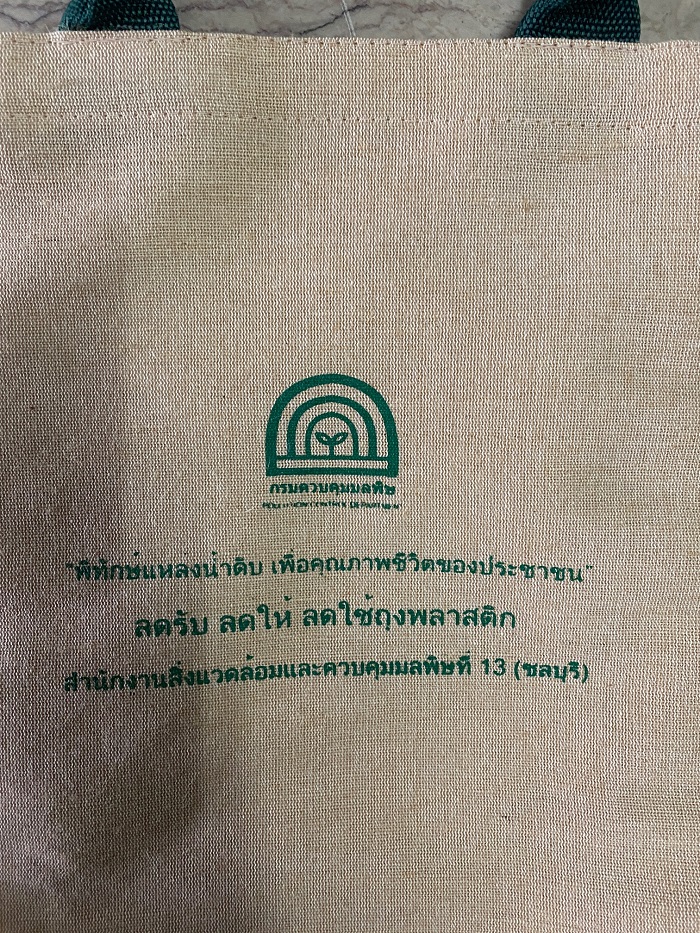 กรมควบคุมมลพิษ
POLLUTION CONTROL DEPARTMENT
"พิทักษ์แหล่งน้ำดิบ เพื่อคุณภาพชีวิตของประชาชน"
ลดรับ ลดให้ ลดใช้ถุงพลาสติก
สำนักงานสิ่งแวดล้อมและควบคุมมลพิษที่ 13 (ชลบุรี)